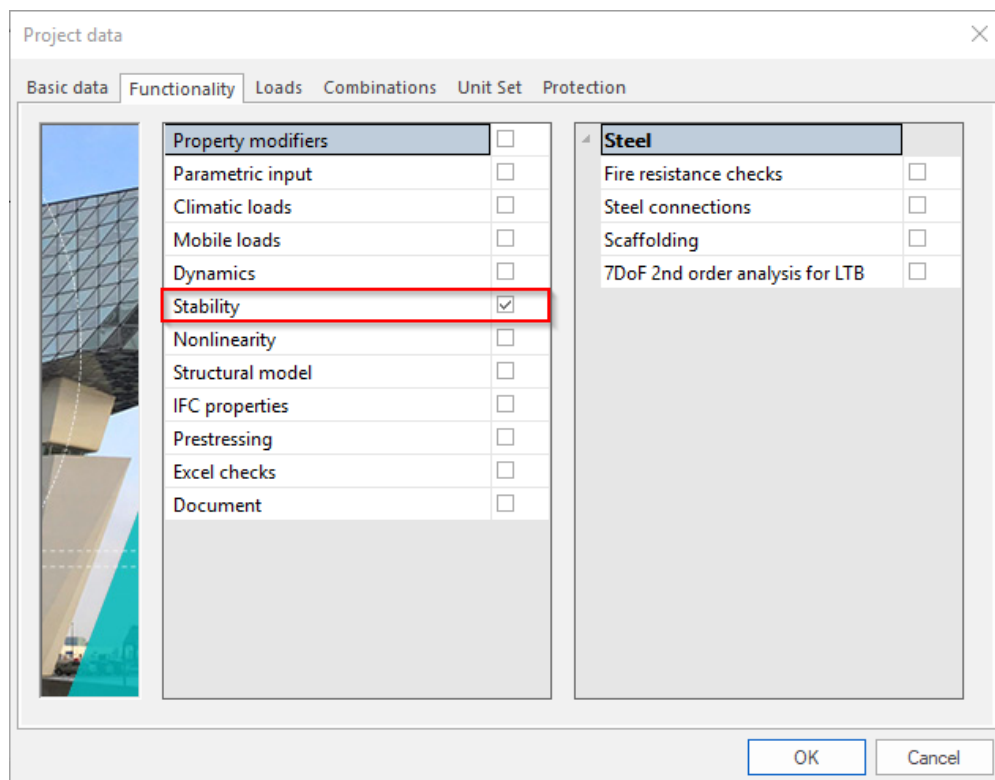 Project data
Basic data Functionality Loads Combinations Unit Set Protection
Property modifiers
Parametric input
Climatic loads
Mobile loads
Dynamics
Stability
Nonlinearity
Structural model
IFC properties
Prestressing
Excel checks
Document
Steel
Fire resistance checks
Steel connections
Scaffolding
7DoF 2nd order analysis for LTB
OK Cancel